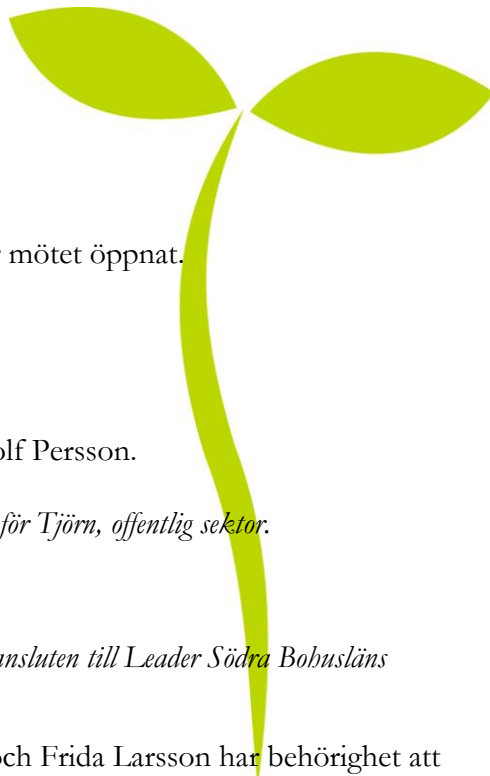 mötet öppnat.
olf Persson.
för Tjörn, offentlig sektor.
ansluten till Leader Södra Bohusläns
och Frida Larsson har behörighet att